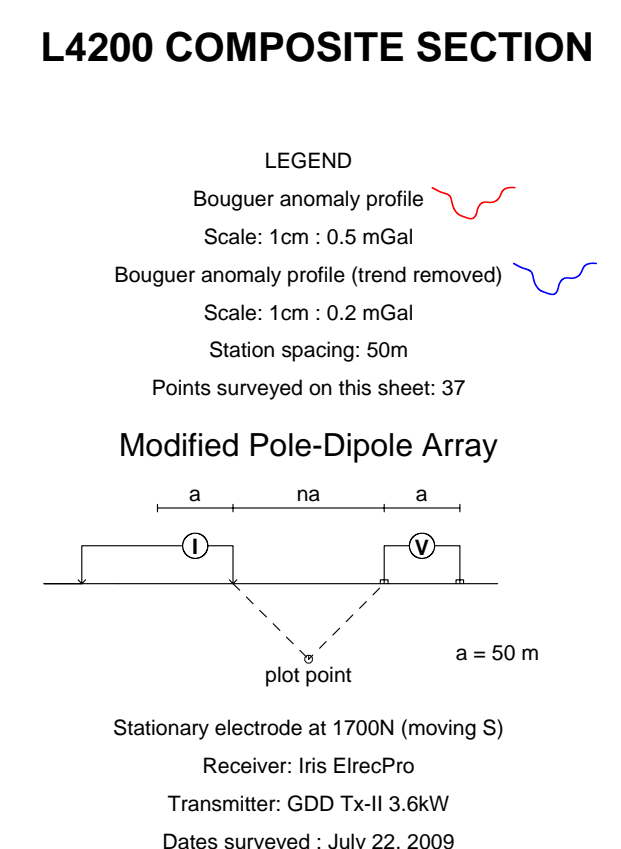 L4200 COMPOSITE SECTION
LEGEND
Bouguer anomaly profile
Scale: 1cm : 0.5 mGal
Bouguer anomaly profile (trend removed)
Scale: 1cm : 0.2 mGal
Station spacing: 50m
Points surveyed on this sheet: 37
Modified Pole-Dipole Array
a na a
I V
a = 50 m
plot point
Stationary electrode at 1700N (moving S)
Receiver: Iris ElrecPro
Transmitter: GDD Tx-II 3.6kW
Dates surveyed : July 22, 2009